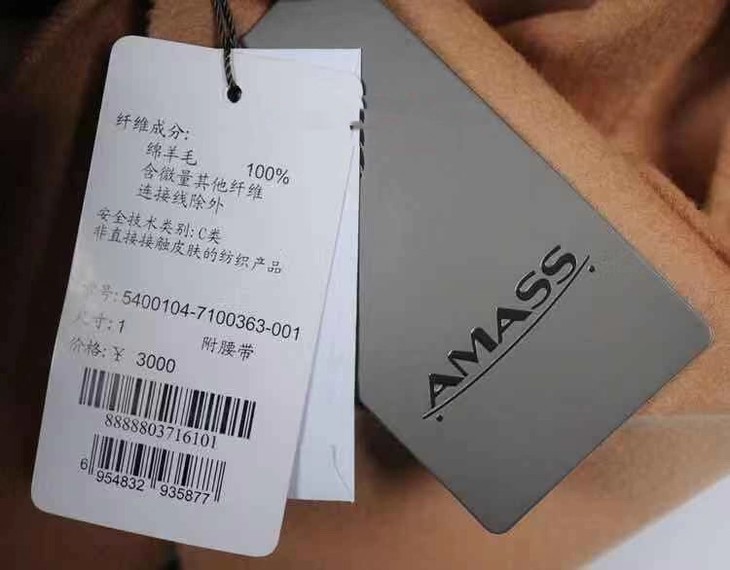 纤维成分:
绵羊毛 100%
含微量其他纤维
连接线除外
安全技术类别:C类
非直接接触皮肤的纺织产品
号:5400104-7100363-001
尺寸:1 附腰带
价格:¥ 3000
8888803716101
6 954832 935877
AMASS